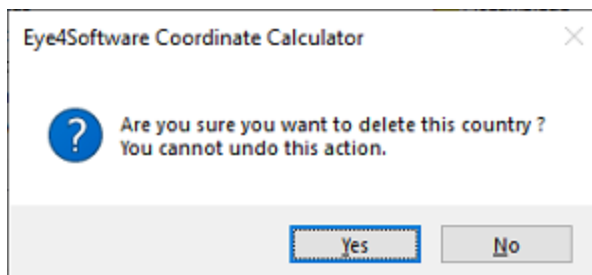 Eye4Software Coordinate Calculator
Are you sure you want to delete this country ?
You cannot undo this action.
Yes
No